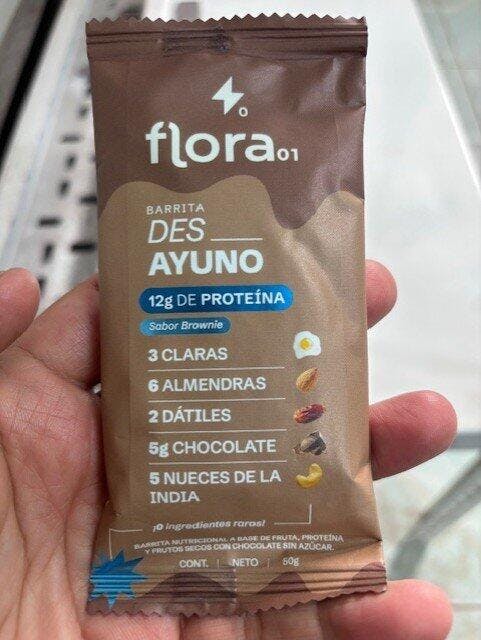 0
flora01
BARRITA
DES
AYUNO
12g DE PROTEÍNA
Sabor Brownie
3 CLARAS
6 ALMENDRAS
2 DÁTILES
5g CHOCOLATE
5 NUECES DE LA
INDIA
¡0 ingredientes raros!
BARRITA NUTRICIONAL A BASE DE FRUTA, PROTEÍNA
Y FRUTOS SECOS CON CHOCOLATE SIN AZÚCAR.
CONT. | NETO | 50g